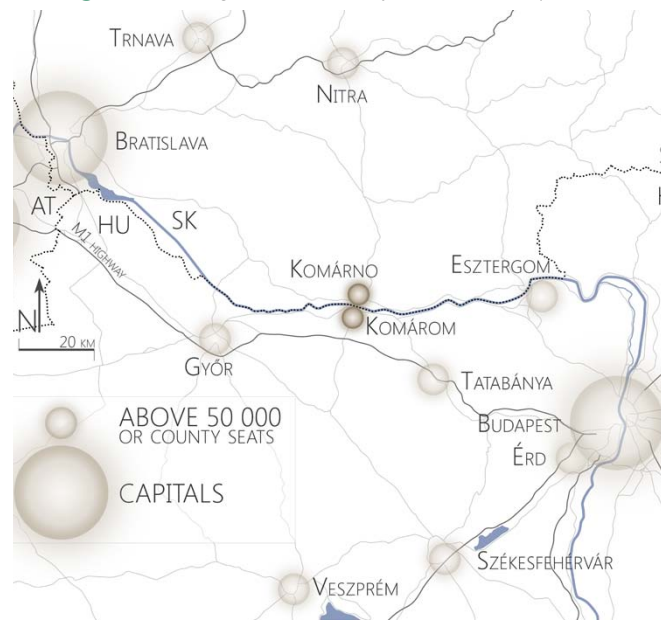 TRNAVA
NITRA
BRATISLAVA
AT
HU
SK
M1 HIGHWAY
KOMÁRNO
ESZTERGOM
N
20 KM
KOMÁROM
GYŐR
TATABÁNYA
BUDAPEST
ÉRD
ABOVE 50 000
OR COUNTY SEATS
CAPITALS
SZÉKESFEHÉRVÁR
VESZPRÉM